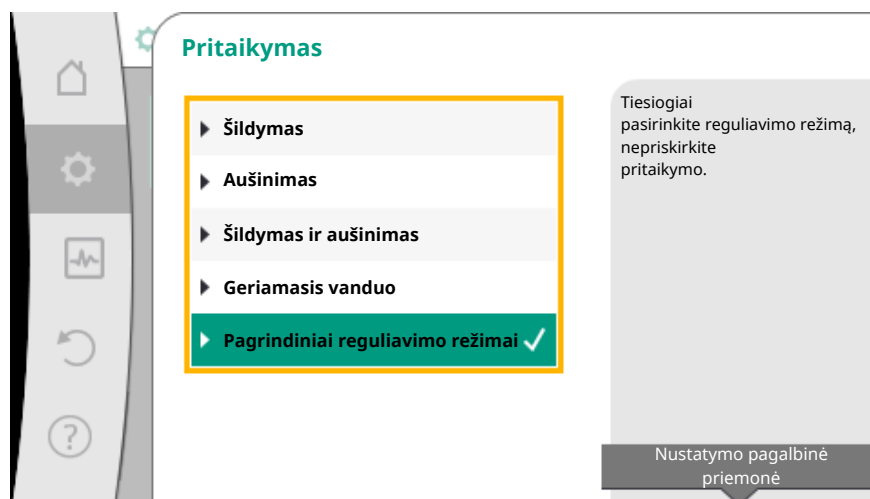 Pritaikymas
Šildymas
Aušinimas
Šildymas ir aušinimas
Geriamasis vanduo
Pagrindiniai reguliavimo režimai
Tiesiogiai
pasirinkite reguliavimo režimą,
nepriskirkite
pritaikymo.
Nustatymo pagalbinė
priemonė